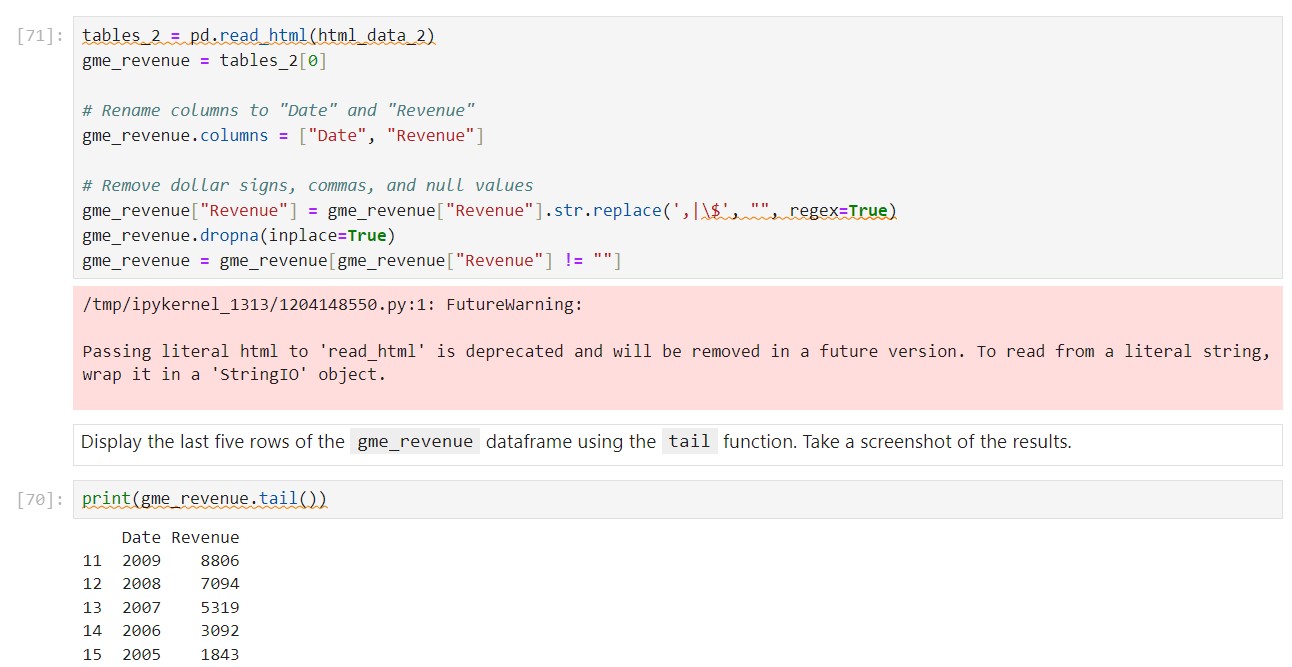 [71]: tables_2 = pd.read_html(html_data_2)
gme_revenue = tables_2[0]
# Rename columns to "Date" and "Revenue"
gme_revenue.columns = ["Date", "Revenue"]
# Remove dollar signs, commas, and null values
gme_revenue["Revenue"] = gme_revenue["Revenue"].str.replace(',|\$', "", regex=True)
gme_revenue.dropna(inplace=True)
gme_revenue = gme_revenue[gme_revenue["Revenue"] != ""]
/tmp/ipykernel_1313/1204148550.py:1: FutureWarning:
Passing literal html to 'read_html' is deprecated and will be removed in a future version. To read from a literal string,
wrap it in a 'StringIO' object.
Display the last five rows of the gme_revenue dataframe using the tail function. Take a screenshot of the results.
[70]: print(gme_revenue.tail())
Date Revenue
11 2009 8806
12 2008 7094
13 2007 5319
14 2006 3092
15 2005 1843